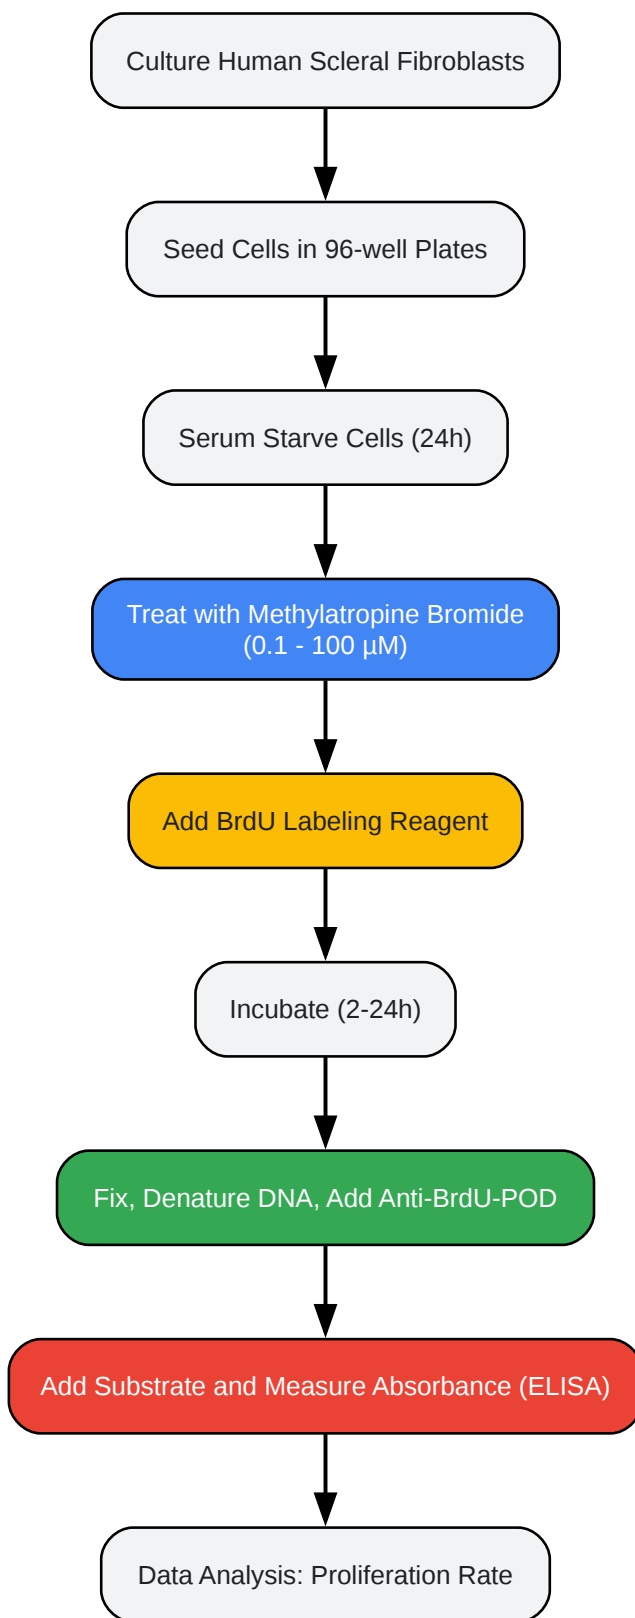 Culture Human Scleral Fibroblasts
Seed Cells in 96-well Plates
Serum Starve Cells (24h)
Treat with Methylatropine Bromide
(0.1 - 100 µM)
Add BrdU Labeling Reagent
Incubate (2-24h)
Fix, Denature DNA, Add Anti-BrdU-POD
Add Substrate and Measure Absorbance (ELISA)
Data Analysis: Proliferation Rate